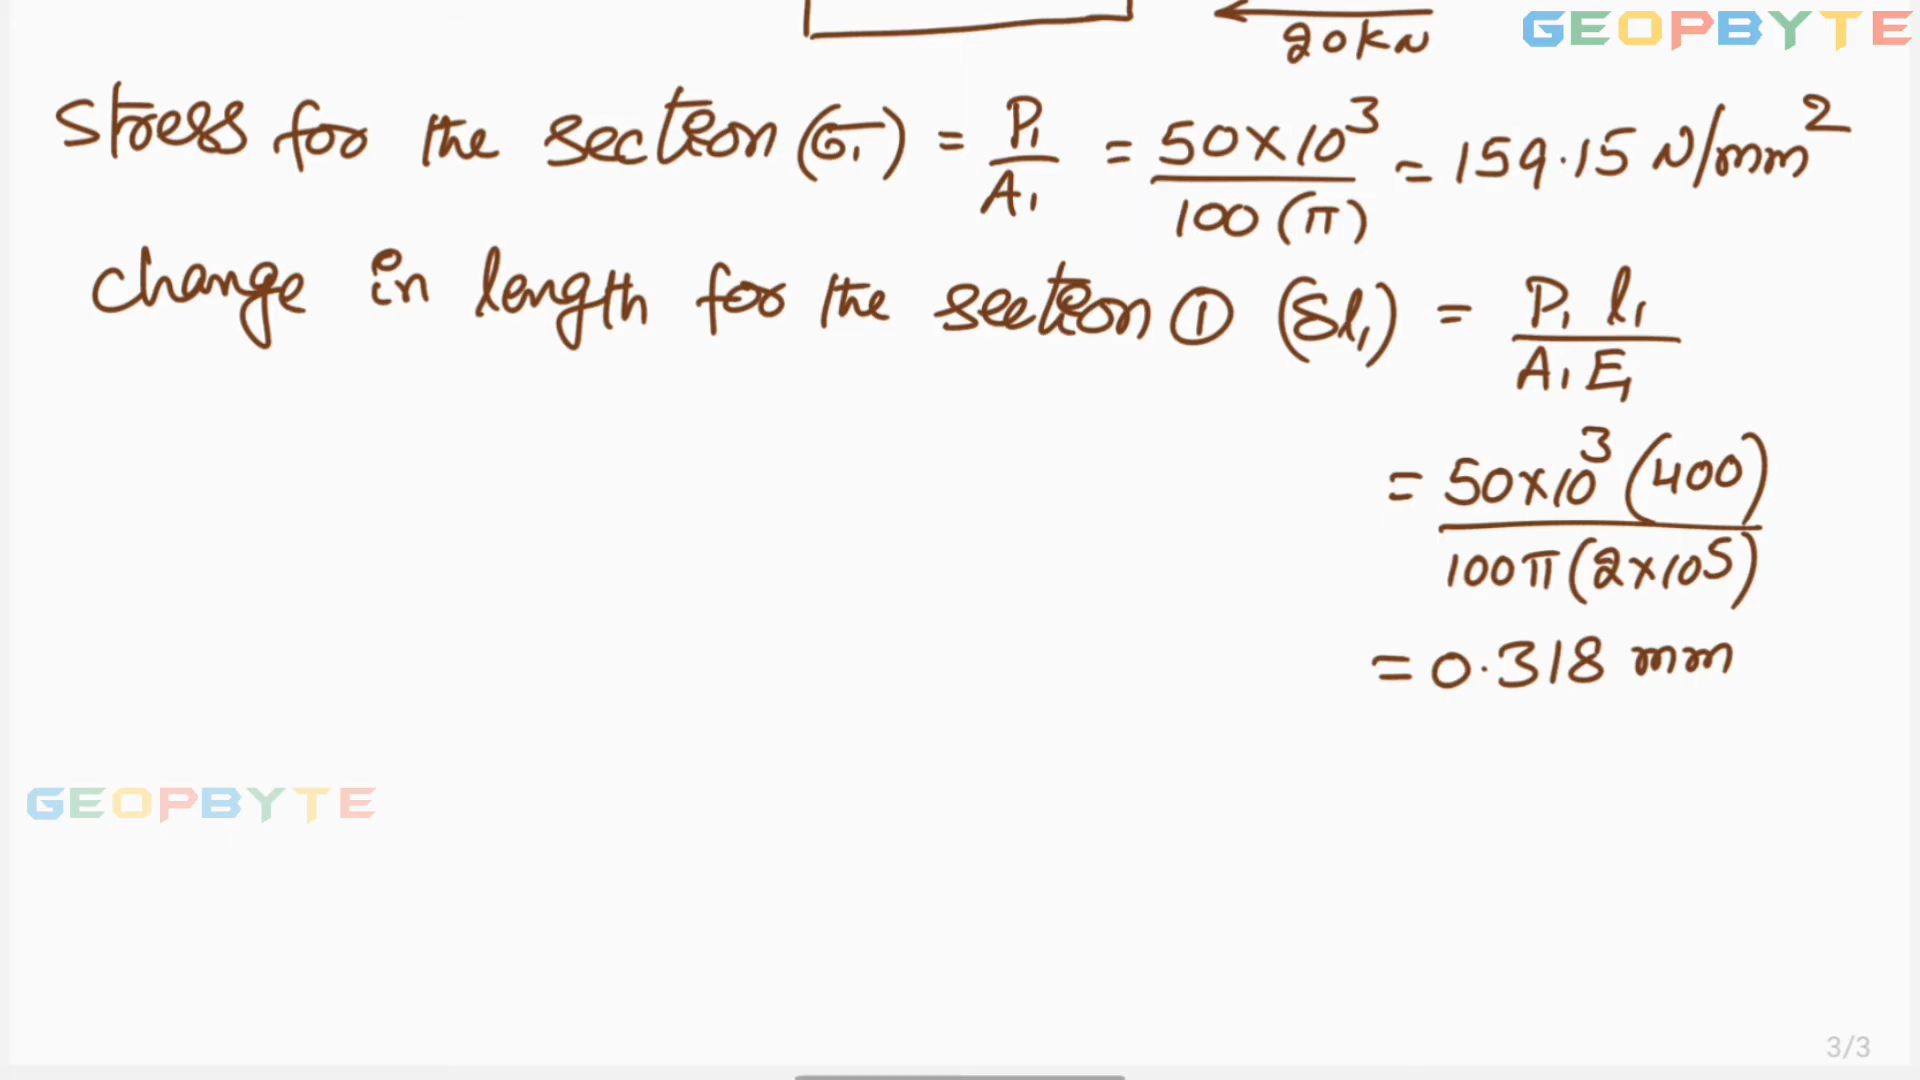 20kN
GEOPBYTE
Stress for the section (σ₁) = P₁/A₁ = 50×10³/100(π) = 159.15 N/mm²
change in length for the section ① (δl₁) = P₁ l₁/A₁ E₁
= 50×10³(400)/100π(2×10⁵)
= 0.318 mm
GEOPBYTE
3/3